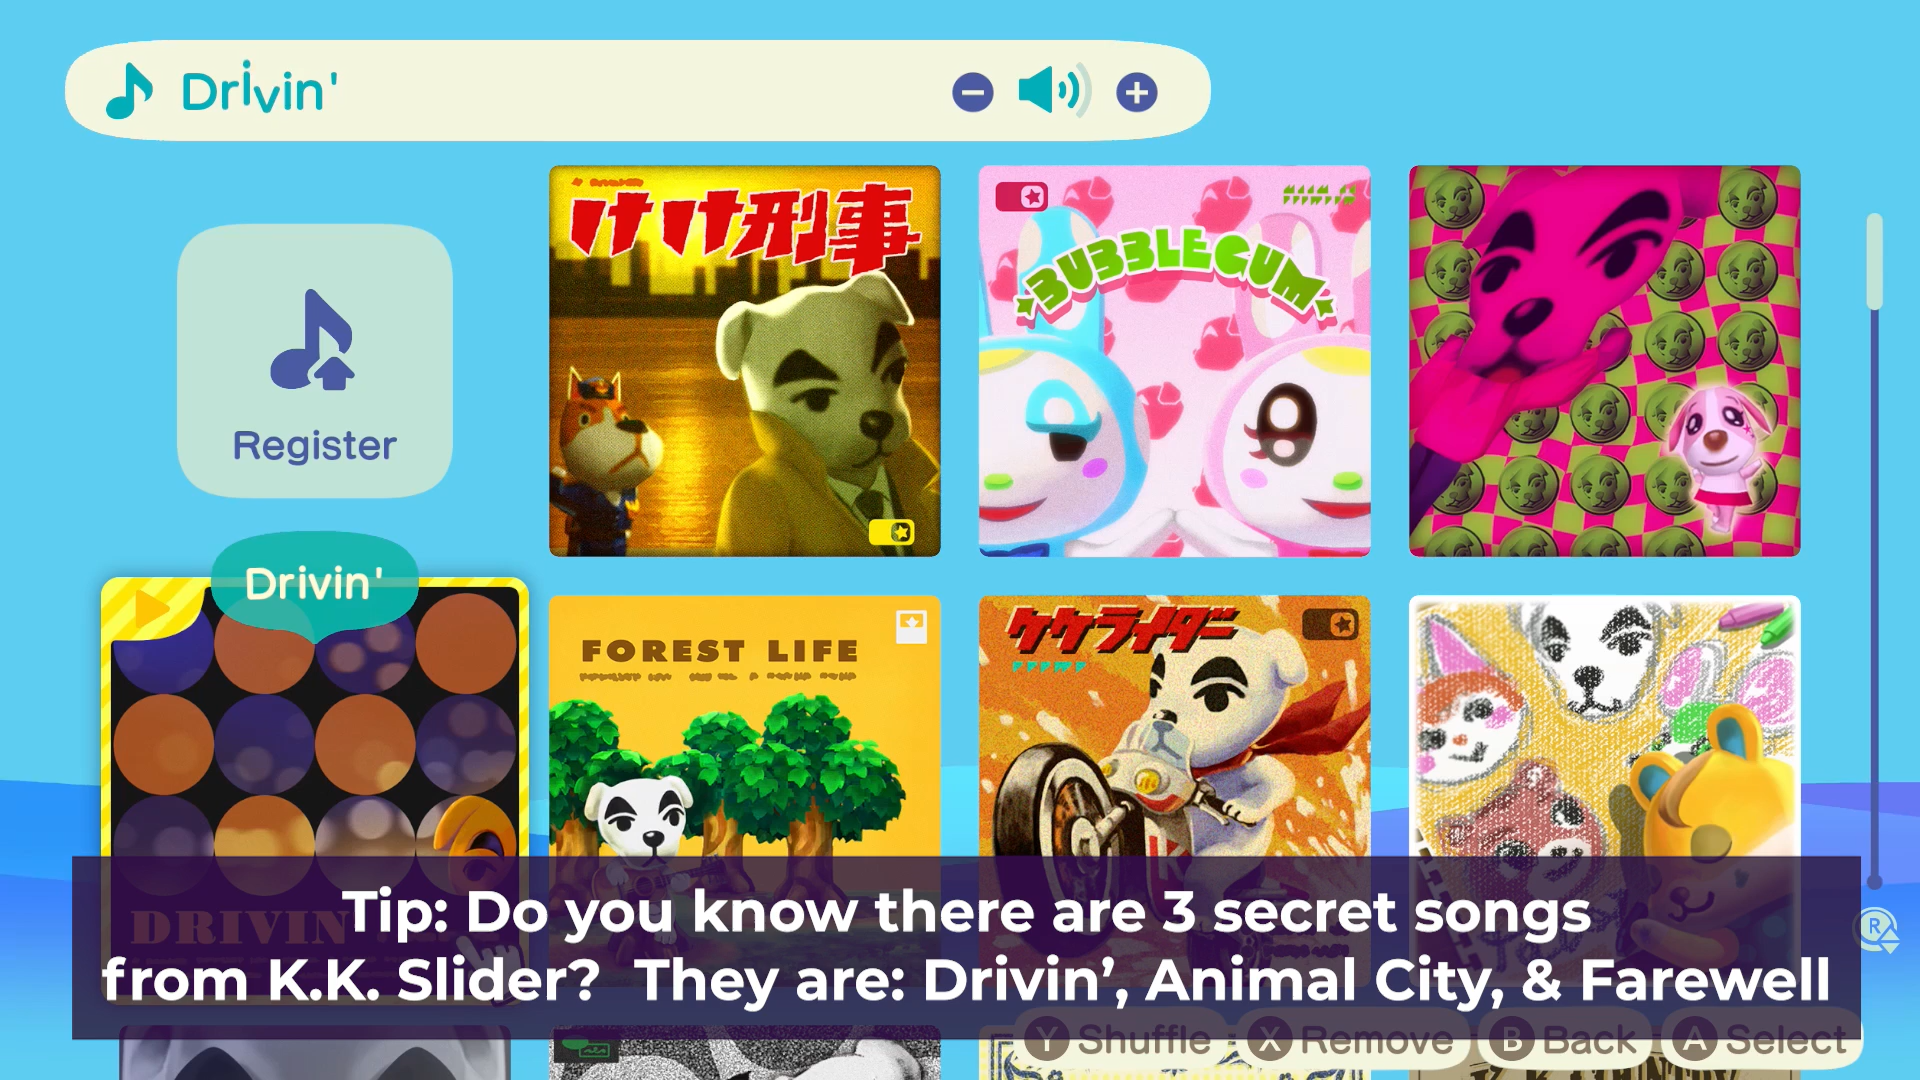 Drivin'
Register
けけ刑事
BUBBLEGUM
Drivin'
FOREST LIFE
ケケライダー
K
DRIVIN'
Tip: Do you know there are 3 secret songs
from K.K. Slider?  They are: Drivin’, Animal City, & Farewell
R
Y Shuffle
X Remove
B Back
A Select